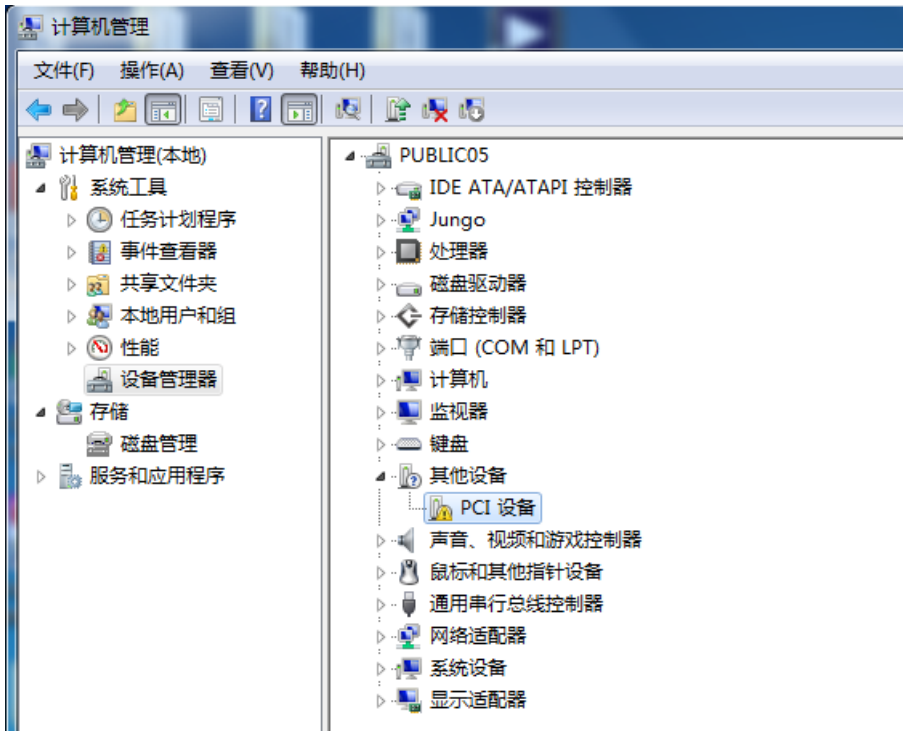 计算机管理
文件(F) 操作(A) 查看(V) 帮助(H)
计算机管理(本地)
系统工具
任务计划程序
事件查看器
共享文件夹
本地用户和组
性能
设备管理器
存储
磁盘管理
服务和应用程序
PUBLIC05
IDE ATA/ATAPI 控制器
Jungo
处理器
磁盘驱动器
存储控制器
端口 (COM 和 LPT)
计算机
监视器
键盘
其他设备
PCI 设备
声音、视频和游戏控制器
鼠标和其他指针设备
通用串行总线控制器
网络适配器
系统设备
显示适配器